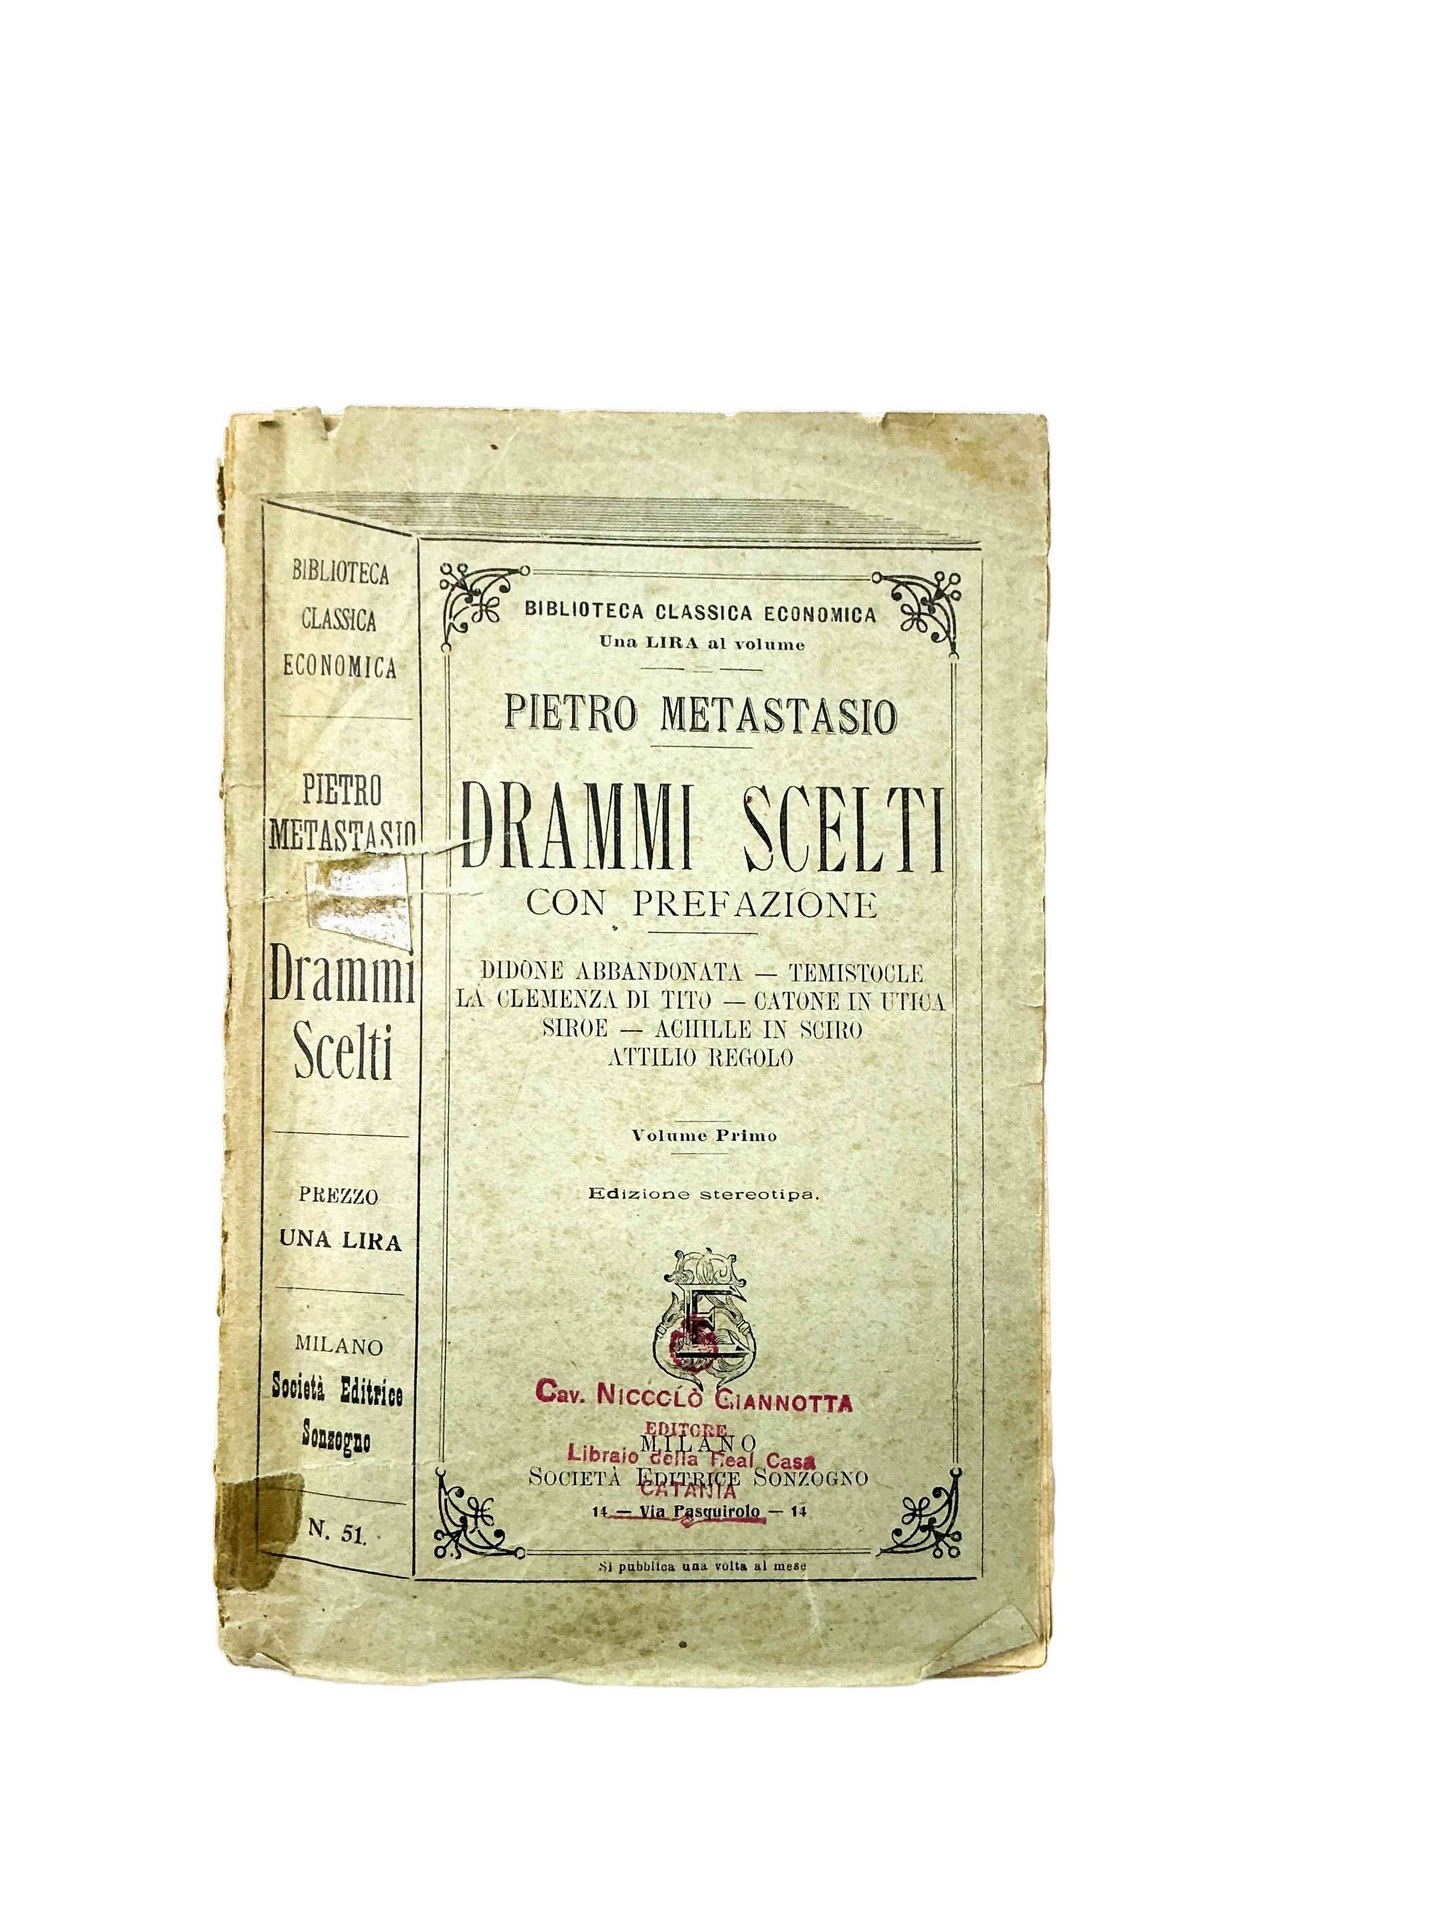 BIBLIOTECA
CLASSICA
ECONOMICA
PIETRO
METASTASIO
Drammi
Scelti
PREZZO
UNA LIRA
MILANO
Società Editrice
Sonzogno
N. 51.
BIBLIOTECA CLASSICA ECONOMICA
Una LIRA al volume
PIETRO METASTASIO
DRAMMI SCELTI
CON PREFAZIONE
DIDONE ABBANDONATA — TEMISTOCLE
LA CLEMENZA DI TITO — CATONE IN UTICA
SIROE — ACHILLE IN SCIRO
ATTILIO REGOLO
Volume Primo
Edizione stereotipa.
E
Cav. NICCOLÒ GIANNOTTA
EDITORE
MILANO
Libraio della Real Casa
SOCIETÀ EDITRICE SONZOGNO
CATANIA
14 — Via Pasquirolo — 14
Si pubblica una volta al mese